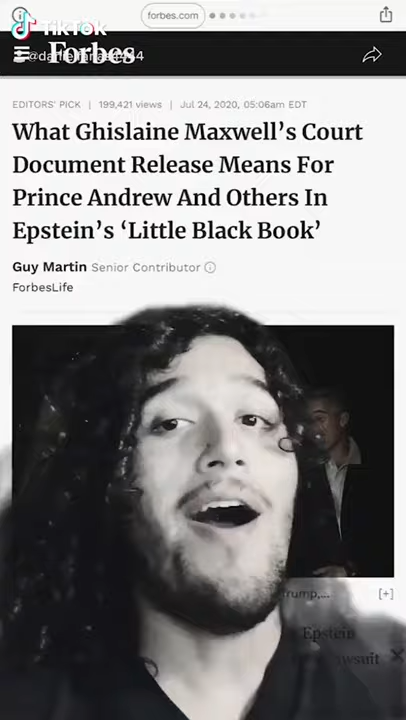 TikTok
forbes.com
Forbes
EDITORS' PICK | 199,421 views | Jul 24, 2020, 05:06am EDT
What Ghislaine Maxwell’s Court
Document Release Means For
Prince Andrew And Others In
Epstein’s ‘Little Black Book’
Guy Martin Senior Contributor
ForbesLife
rump,... [+]
Epstein
wsuit